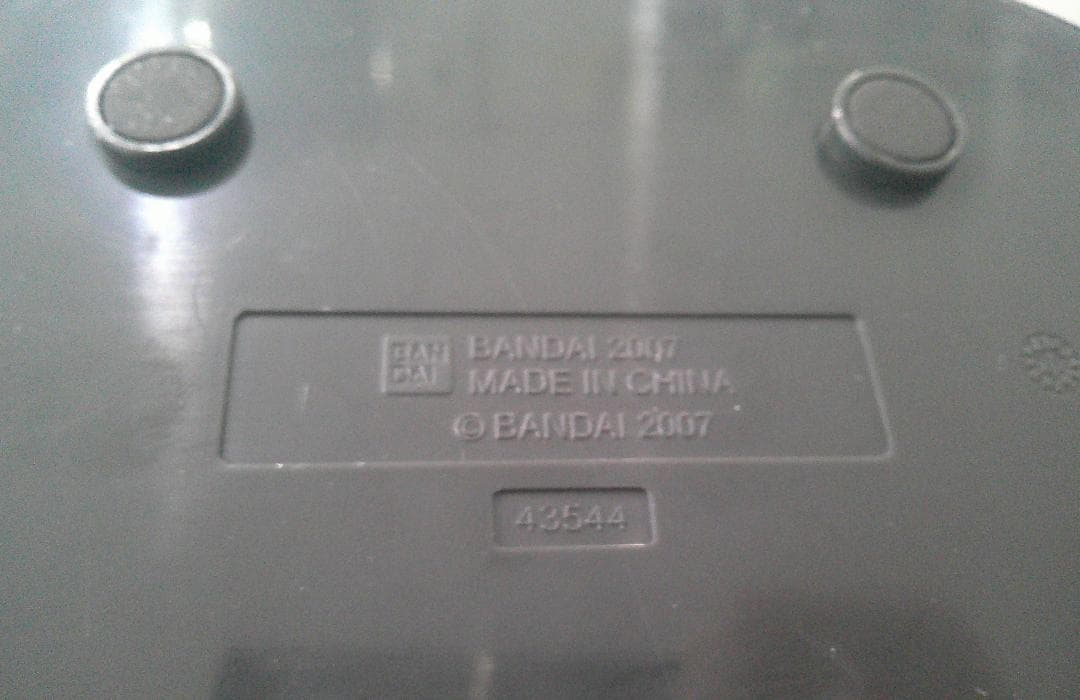 BAN
DAI
BANDAI 2007
MADE IN CHINA
© BANDAI 2007
43544